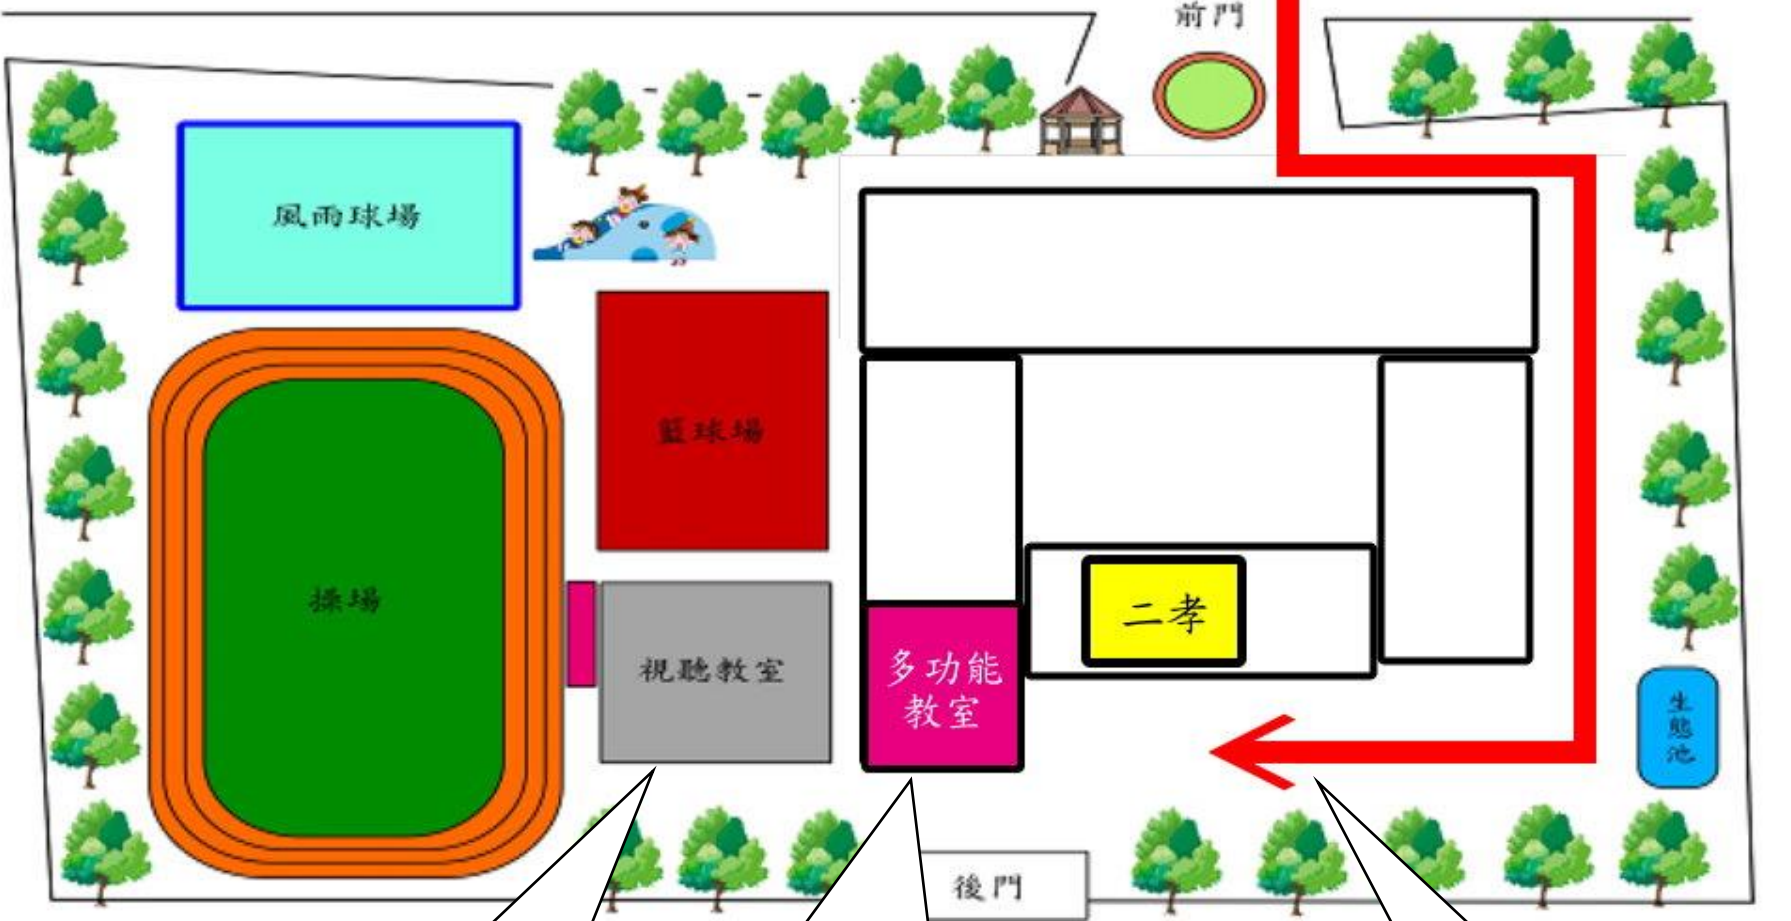 前門
風雨球場
籃球場
操場
二孝
視聽教室
多功能
教室
生
態
池
後門